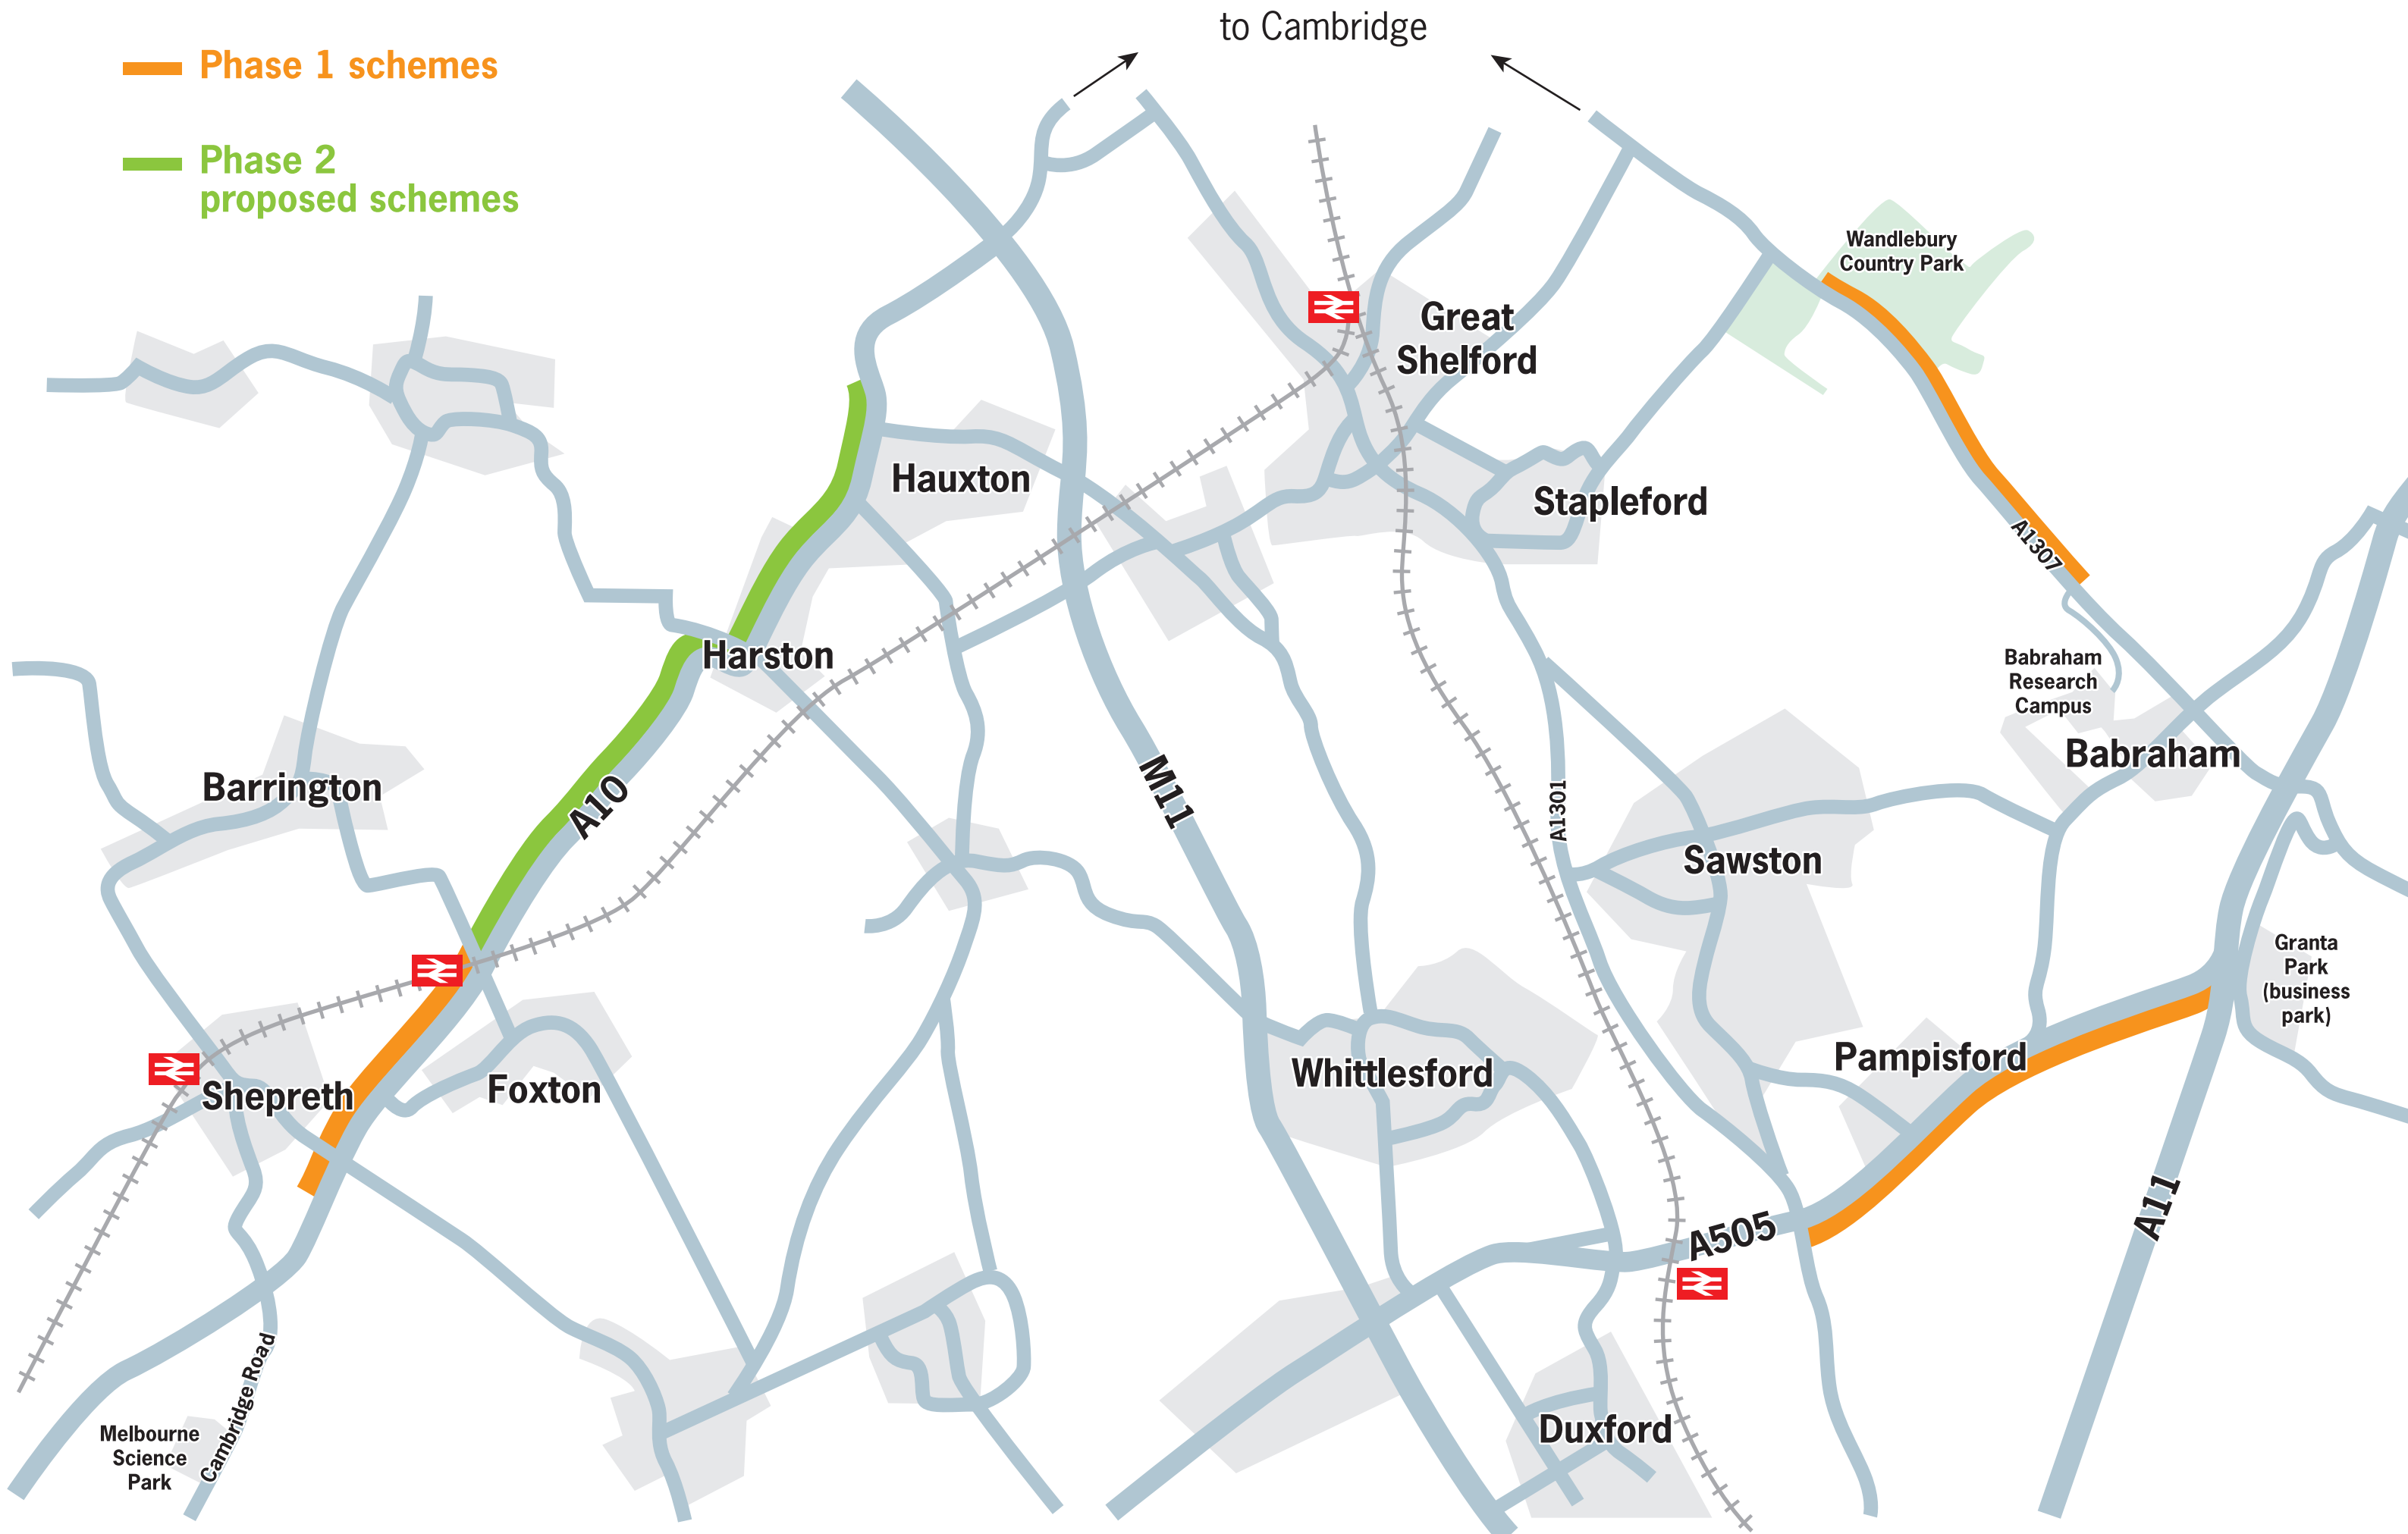 to Cambridge
Phase 1 schemes
Phase 2
proposed schemes
Wandlebury
Country Park
Great
Shelford
Hauxton
Stapleford
A1307
Harston
Babraham
Research
Campus
Babraham
Barrington
A10
M11
A1301
Sawston
Granta
Park
(business
park)
Shepreth
Foxton
Whittlesford
Pampisford
A505
A11
Cambridge Road
Melbourne
Science
Park
Duxford